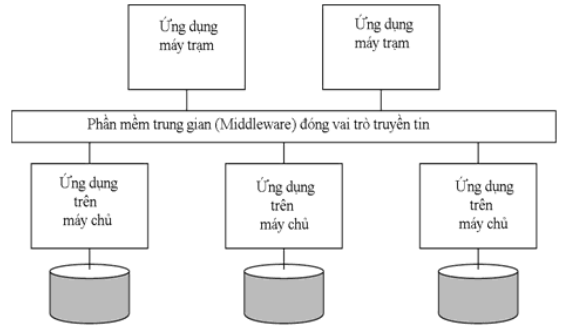 Ứng dụng
máy trạm
Ứng dụng
máy trạm
Phần mềm trung gian (Middleware) đóng vai trò truyền tin
Ứng dụng
trên
máy chủ
Ứng dụng
trên
máy chủ
Ứng dụng
trên
máy chủ